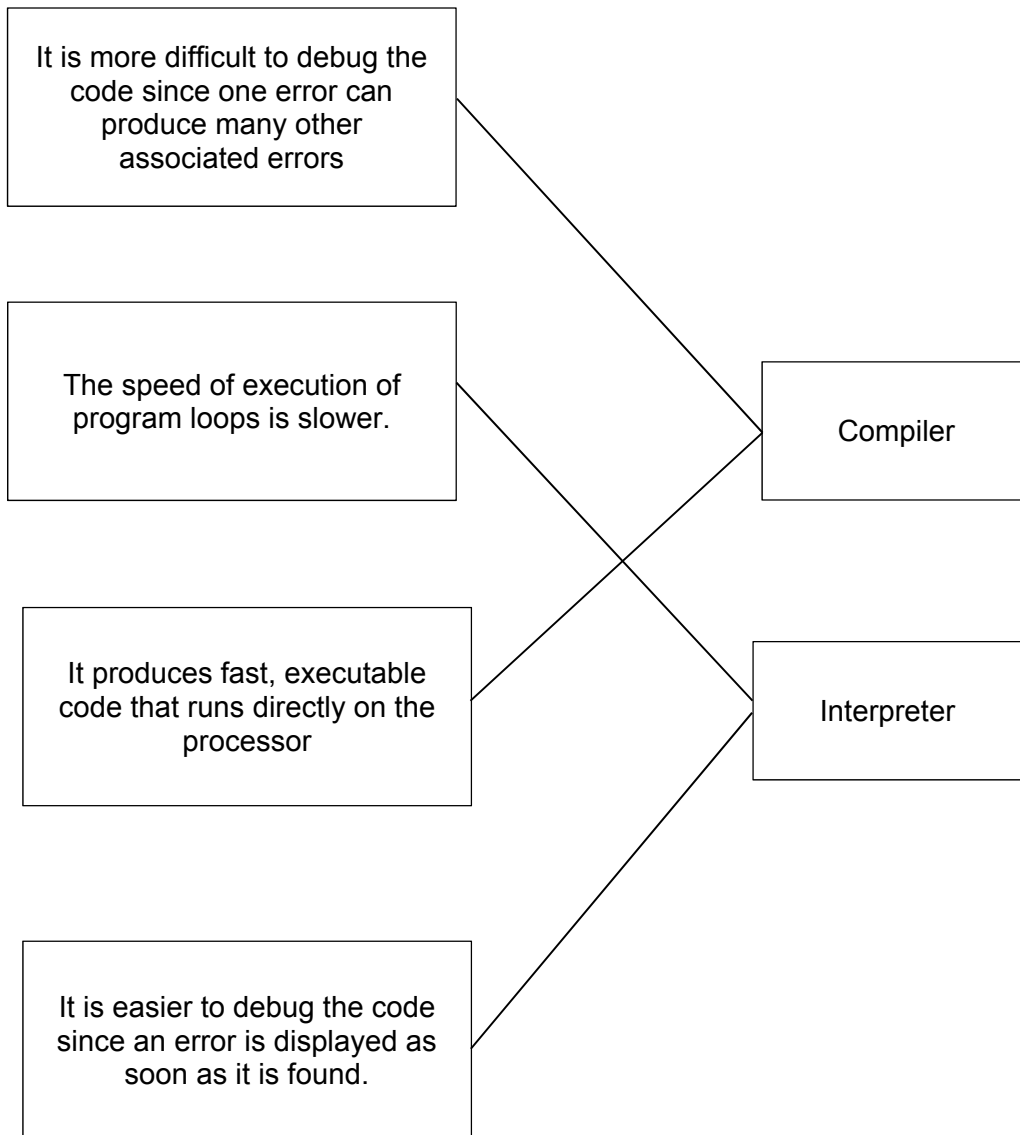 It is more difficult to debug the
code since one error can
produce many other
associated errors
The speed of execution of
program loops is slower.
Compiler
It produces fast, executable
code that runs directly on the
processor
Interpreter
It is easier to debug the code
since an error is displayed as
soon as it is found.